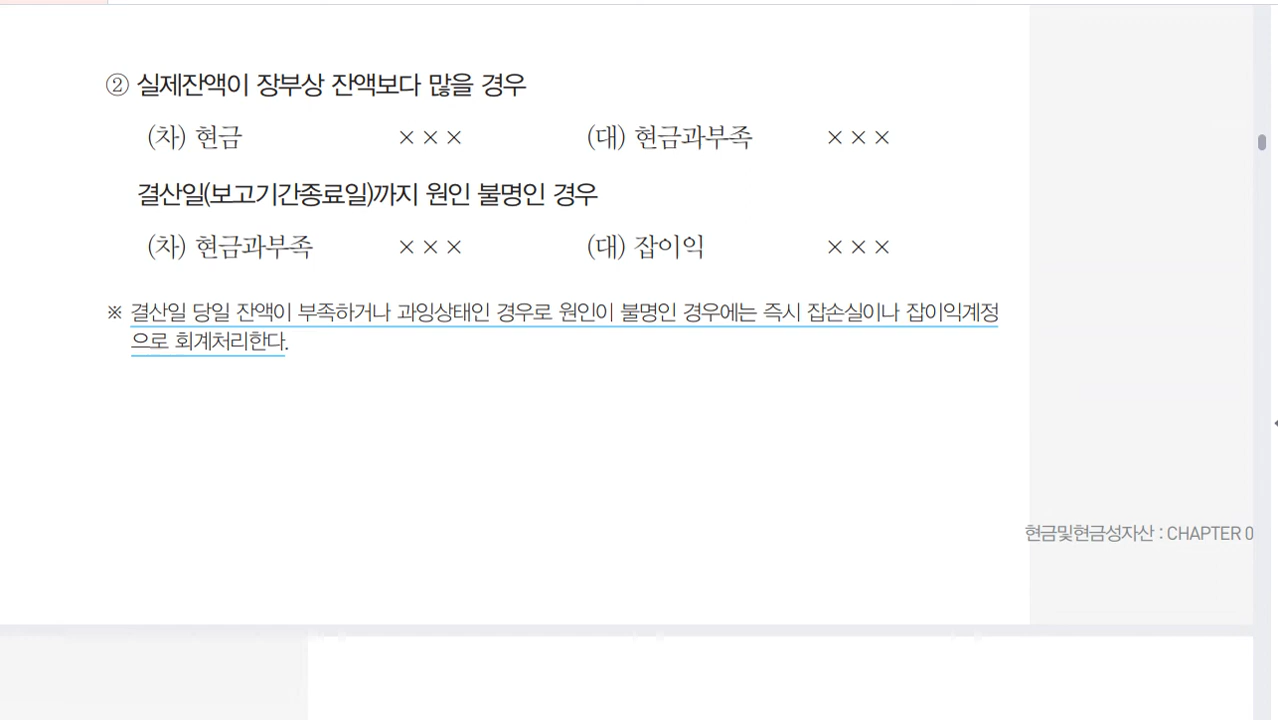 ② 실제잔액이 장부상 잔액보다 많을 경우
(차) 현금 ××× (대) 현금과부족 ×××
결산일(보고기간종료일)까지 원인 불명인 경우
(차) 현금과부족 ××× (대) 잡이익 ×××
※ 결산일 당일 잔액이 부족하거나 과잉상태인 경우로 원인이 불명인 경우에는 즉시 잡손실이나 잡이익계정
으로 회계처리한다.
현금및현금성자산 : CHAPTER 0